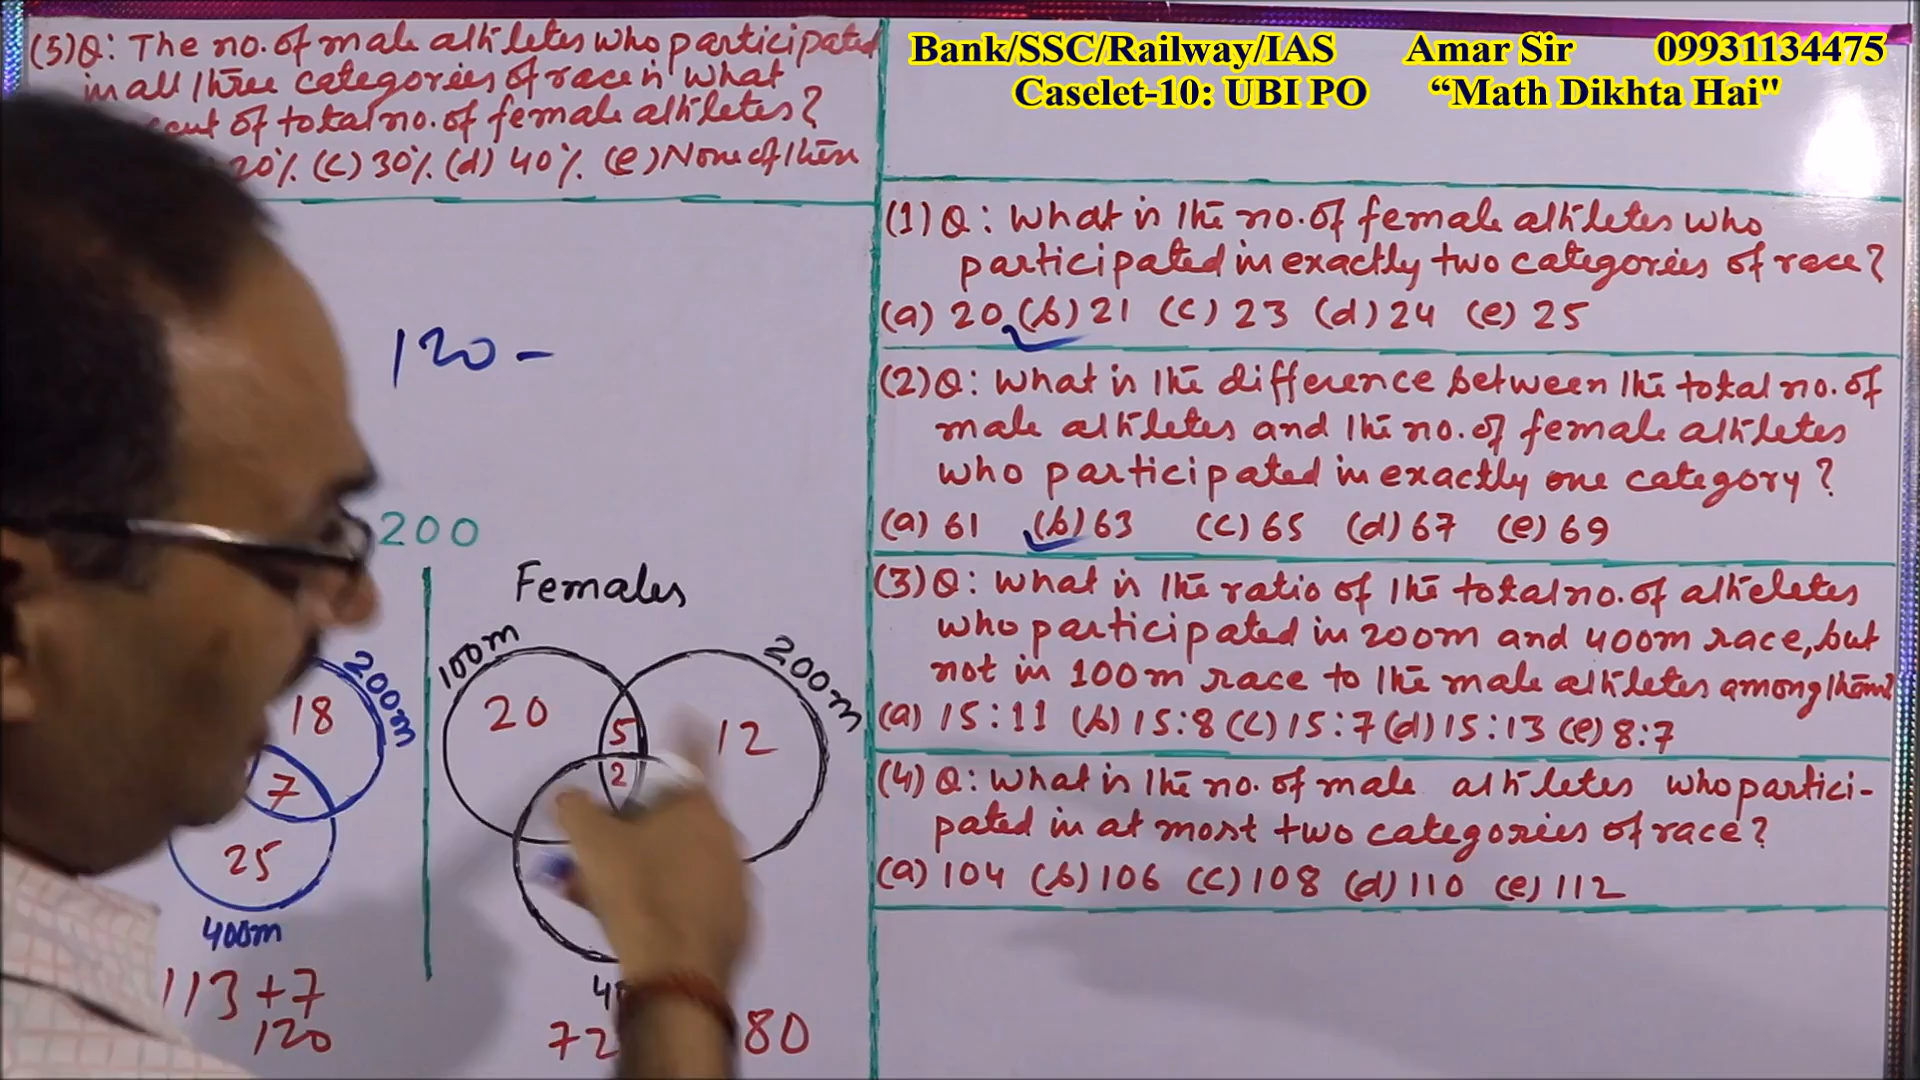 Bank/SSC/Railway/IAS Amar Sir 09931134475
Caselet-10: UBI PO “Math Dikhta Hai"
(5)Q: The no. of male athletes who participated
in all three categories of race is what
of total no. of female athletes?
20% (c) 30% (d) 40% (e) None of them
120 -
200
Females
200m
18
7
25
400m
113 + 7
120
100m
200m
20
5
12
2
72
80
(1) Q: What is the no. of female athletes who
participated in exactly two categories of race?
(a) 20 (b) 21 (c) 23 (d) 24 (e) 25
(2) Q: What is the difference between the total no. of
male athletes and the no. of female athletes
who participated in exactly one category?
(a) 61 (b) 63 (c) 65 (d) 67 (e) 69
(3) Q: What is the ratio of the total no. of atheletes
who participated in 200m and 400m race, but
not in 100m race to the male athletes among them?
(a) 15:11 (b) 15:8 (c) 15:7 (d) 15:13 (e) 8:7
(4) Q: What is the no. of male athletes who partici-
pated in at most two categories of race?
(a) 104 (b) 106 (c) 108 (d) 110 (e) 112